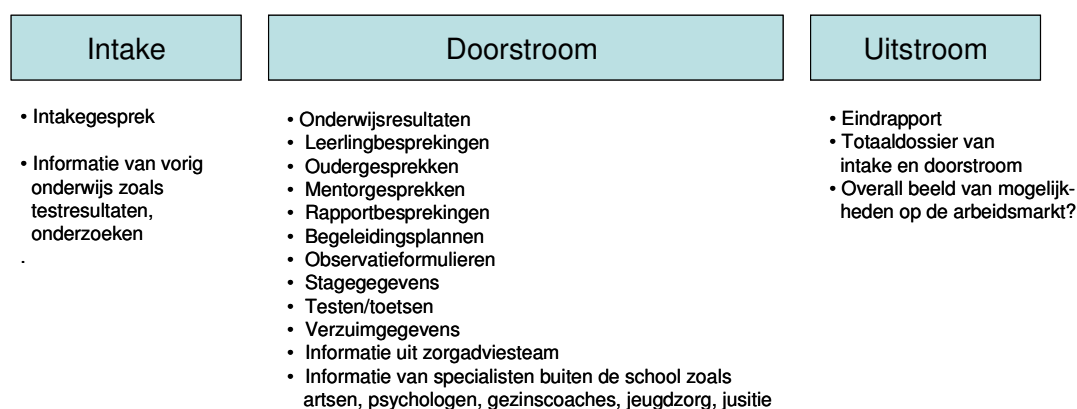 Intake
• Intakegesprek
• Informatie van vorig
onderwijs zoals
testresultaten,
onderzoeken
.
Doorstroom
• Onderwijsresultaten
• Leerlingbesprekingen
• Oudergesprekken
• Mentorgesprekken
• Rapportbesprekingen
• Begeleidingsplannen
• Observatieformulieren
• Stagegegevens
• Testen/toetsen
• Verzuimgegevens
• Informatie uit zorgadviesteam
• Informatie van specialisten buiten de school zoals
artsen, psychologen, gezinscoaches, jeugdzorg, jusitie
Uitstroom
• Eindrapport
• Totaaldossier van
intake en doorstroom
• Overall beeld van mogelijk-
heden op de arbeidsmarkt?